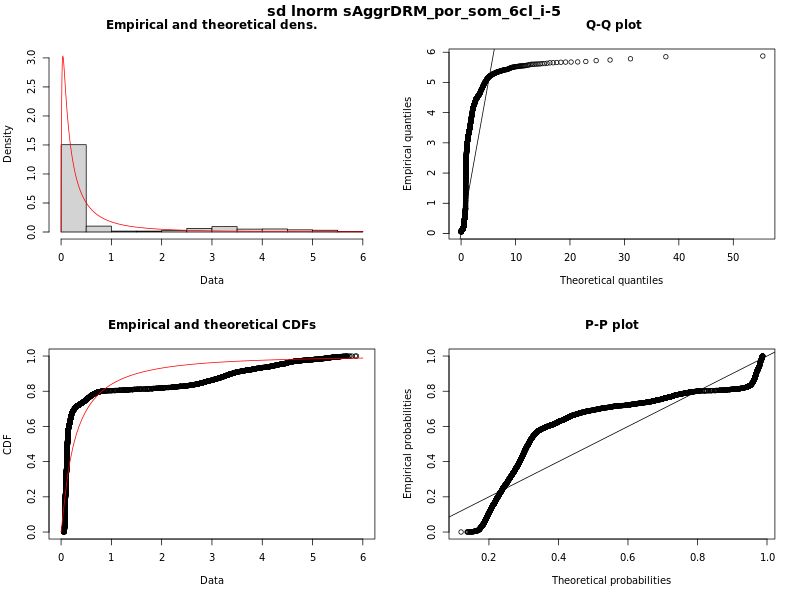 sd lnorm sAggrDRM_por_som_6cl_i-5
Empirical and theoretical dens.
Density
0.0 0.5 1.0 1.5 2.0 2.5 3.0
0 1 2 3 4 5 6
Data
Q-Q plot
Empirical quantiles
0 1 2 3 4 5 6
0 10 20 30 40 50
Theoretical quantiles
Empirical and theoretical CDFs
CDF
0.0 0.2 0.4 0.6 0.8 1.0
0 1 2 3 4 5 6
Data
P-P plot
Empirical probabilities
0.0 0.2 0.4 0.6 0.8 1.0
0.2 0.4 0.6 0.8 1.0
Theoretical probabilities